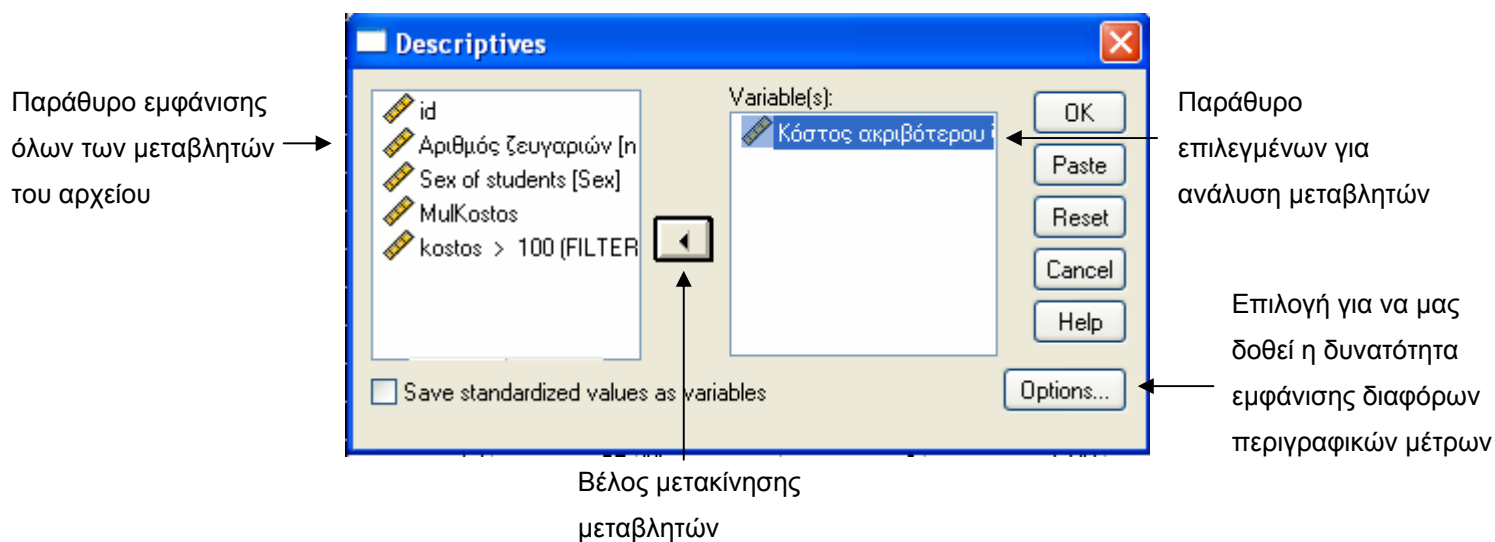 Descriptives
Παράθυρο εμφάνισης
όλων των μεταβλητών
του αρχείου
id
Αριθμός ζευγαριών [n
Sex of students [Sex]
MulKostos
kostos > 100 (FILTER
Variable(s):
Κόστος ακριβότερου
OK
Paste
Reset
Cancel
Help
Save standardized values as variables
Options...
Παράθυρο
επιλεγμένων για
ανάλυση μεταβλητών
Επιλογή για να μας
δοθεί η δυνατότητα
εμφάνισης διαφόρων
περιγραφικών μέτρων
Βέλος μετακίνησης
μεταβλητών